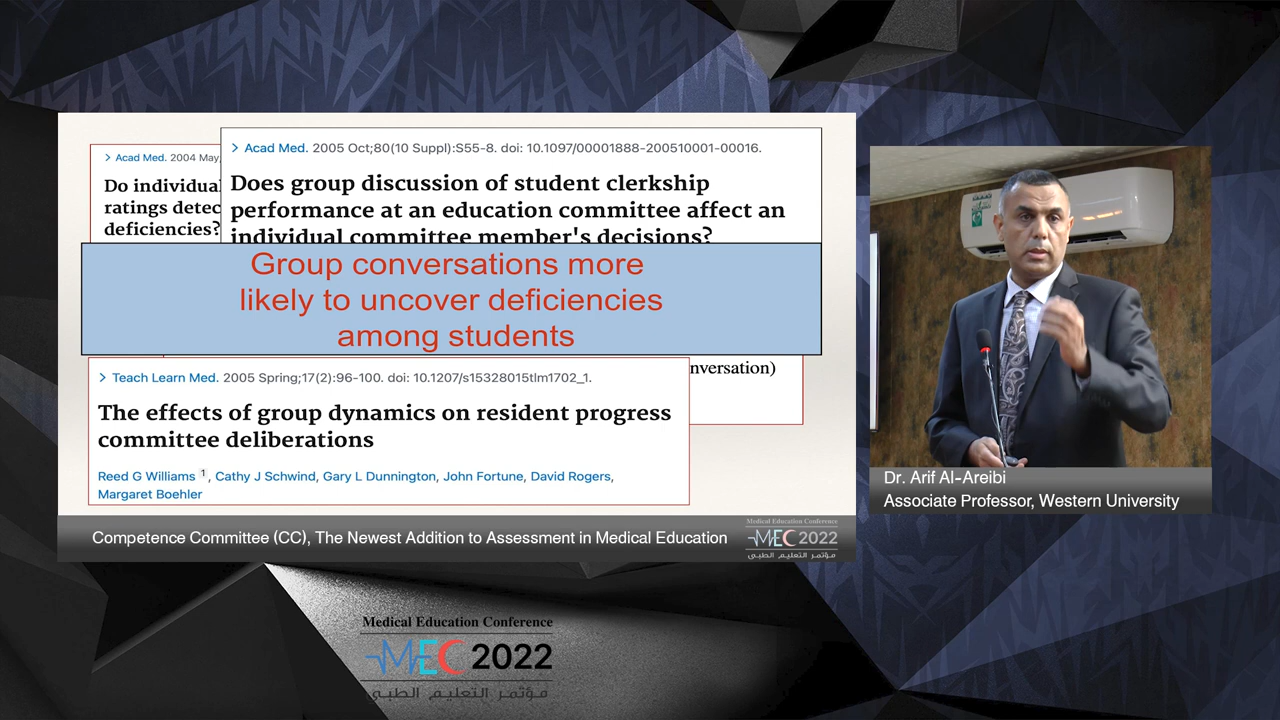 > Acad Med. 2004 May
Do individual
ratings detec
deficiencies?
> Acad Med. 2005 Oct;80(10 Suppl):S55-8. doi: 10.1097/00001888-200510001-00016.
Does group discussion of student clerkship
performance at an education committee affect an
individual committee member's decisions?
Group conversations more
likely to uncover deficiencies
among students
nversation)
> Teach Learn Med. 2005 Spring;17(2):96-100. doi: 10.1207/s15328015tlm1702_1.
The effects of group dynamics on resident progress
committee deliberations
Reed G Williams 1, Cathy J Schwind, Gary L Dunnington, John Fortune, David Rogers,
Margaret Boehler
Competence Committee (CC), The Newest Addition to Assessment in Medical Education
Medical Education Conference
MEC 2022
مؤتمر التعليم الطبي
Dr. Arif Al-Areibi
Associate Professor, Western University
Medical Education Conference
MEC 2022
مؤتمر التعليم الطبي